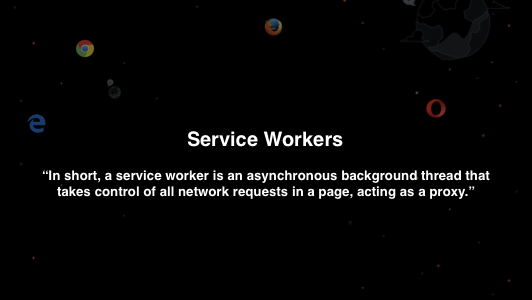 Service Workers
“In short, a service worker is an asynchronous background thread that
takes control of all network requests in a page, acting as a proxy.”